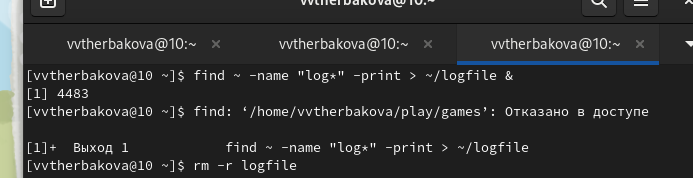 vvtherbakova@10:~
vvtherbakova@10:~ × vvtherbakova@10:~ × vvtherbakova@10:~ ×
[vvtherbakova@10 ~]$ find ~ -name "log*" -print > ~/logfile &
[1] 4483
[vvtherbakova@10 ~]$ find: ‘/home/vvtherbakova/play/games’: Отказано в доступе
[1]+  Выход 1            find ~ -name "log*" -print > ~/logfile
[vvtherbakova@10 ~]$ rm -r logfile